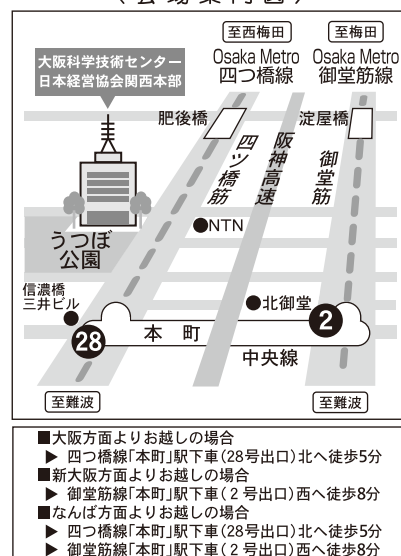 （会場案内図）
至西梅田
至梅田
大阪科学技術センター
日本経営協会関西本部
Osaka Metro
四つ橋線
Osaka Metro
御堂筋線
肥後橋
淀屋橋
四ツ橋筋
阪神高速
御堂筋
NTN
うつぼ
公園
信濃橋
三井ビル
北御堂
2
28
本町
中央線
至難波
至難波
■大阪方面よりお越しの場合
▶ 四つ橋線「本町」駅下車(28号出口)北へ徒歩5分
■新大阪方面よりお越しの場合
▶ 御堂筋線「本町」駅下車(2号出口)西へ徒歩8分
■なんば方面よりお越しの場合
▶ 四つ橋線「本町」駅下車(28号出口)北へ徒歩5分
▶ 御堂筋線「本町」駅下車(2号出口)西へ徒歩8分